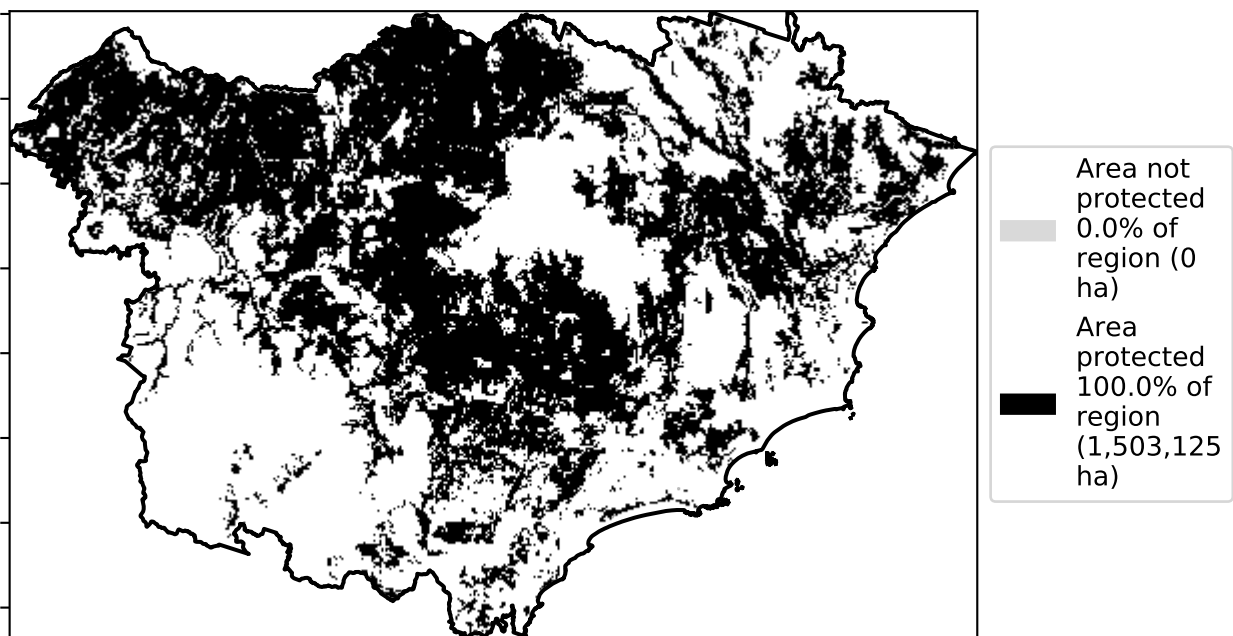 Area not
protected
0.0% of
region (0
ha)
Area
protected
100.0% of
region
(1,503,125
ha)